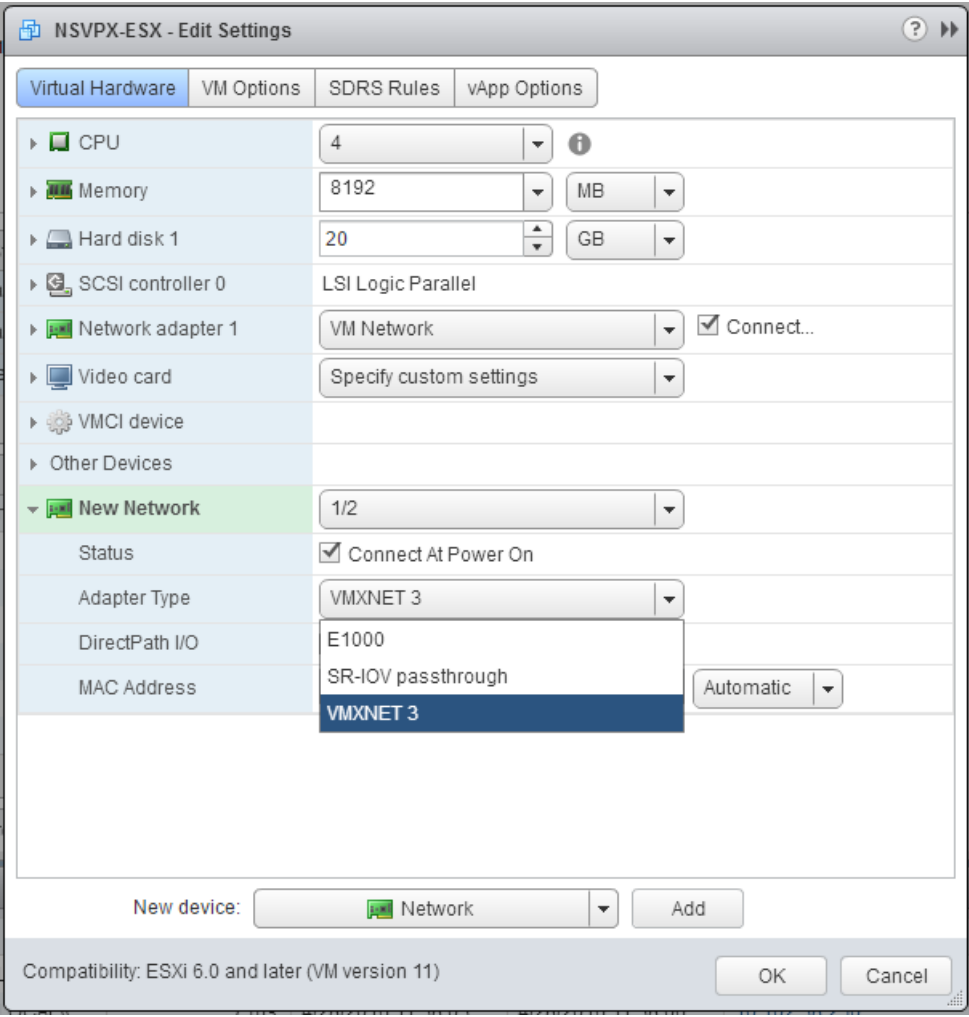 NSVPX-ESX - Edit Settings
Virtual Hardware VM Options SDRS Rules vApp Options
CPU 4
Memory 8192 MB
Hard disk 1 20 GB
SCSI controller 0 LSI Logic Parallel
Network adapter 1 VM Network Connect...
Video card Specify custom settings
VMCI device
Other Devices
New Network 1/2
Status Connect At Power On
Adapter Type VMXNET 3
DirectPath I/O E1000
SR-IOV passthrough
MAC Address Automatic
VMXNET 3
New device: Network Add
Compatibility: ESXi 6.0 and later (VM version 11) OK Cancel